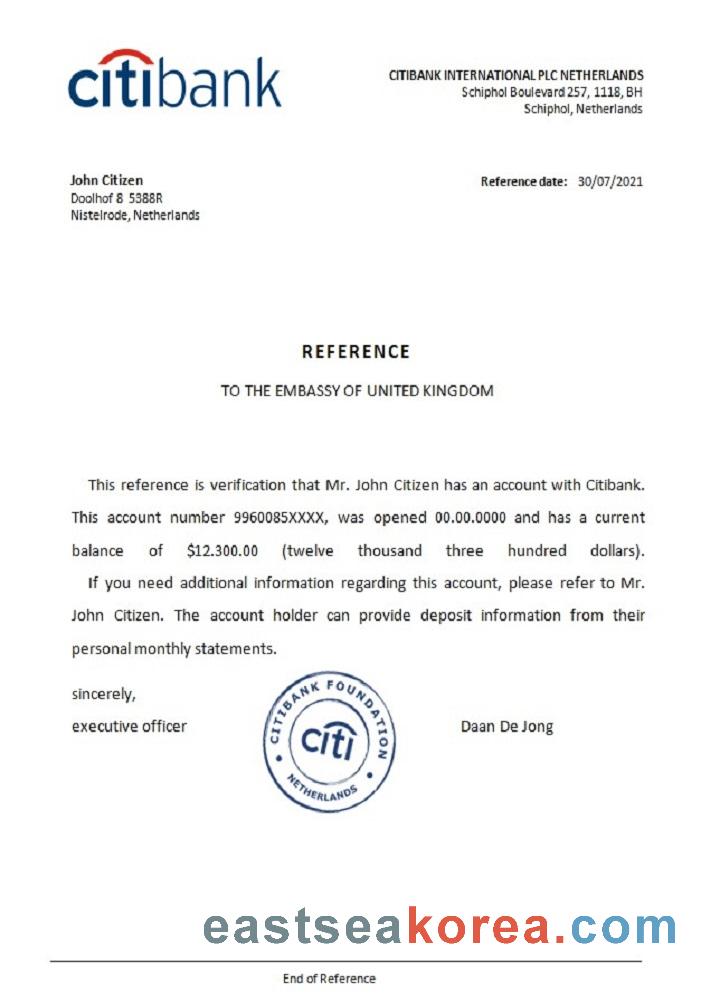 citibank
CITIBANK INTERNATIONAL PLC NETHERLANDS
Schiphol Boulevard 257, 1118, BH
Schiphol, Netherlands
John Citizen
Doolhof 8 5388R
Nistelrode, Netherlands
Reference date: 30/07/2021
REFERENCE
TO THE EMBASSY OF UNITED KINGDOM
This reference is verification that Mr. John Citizen has an account with Citibank.
This account number 9960085XXXX, was opened 00.00.0000 and has a current
balance of $12.300.00 (twelve thousand three hundred dollars).
If you need additional information regarding this account, please refer to Mr.
John Citizen. The account holder can provide deposit information from their
personal monthly statements.
sincerely,
executive officer
CITIBANK FOUNDATION
citi
NETHERLANDS
Daan De Jong
eastseakorea.com
End of Reference